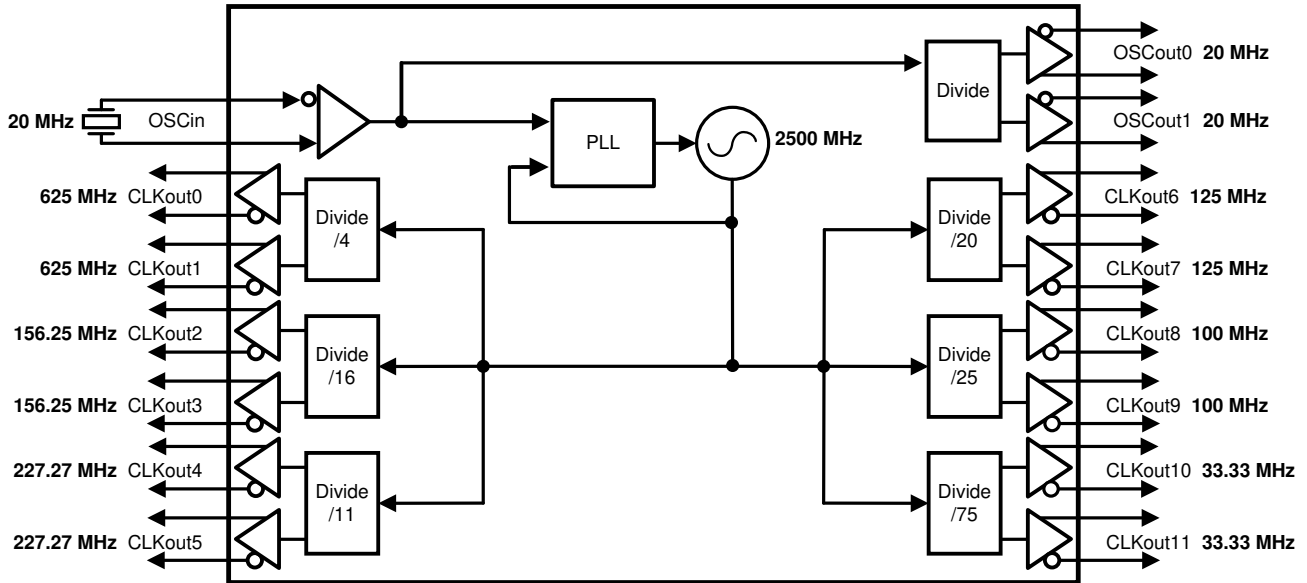 OSCout0 20 MHz
Divide
20 MHz OSCin
OSCout1 20 MHz
PLL
2500 MHz
625 MHz CLKout0
Divide
/4
Divide
/20
CLKout6 125 MHz
625 MHz CLKout1
CLKout7 125 MHz
156.25 MHz CLKout2
Divide
/16
Divide
/25
CLKout8 100 MHz
156.25 MHz CLKout3
CLKout9 100 MHz
227.27 MHz CLKout4
Divide
/11
Divide
/75
CLKout10 33.33 MHz
227.27 MHz CLKout5
CLKout11 33.33 MHz